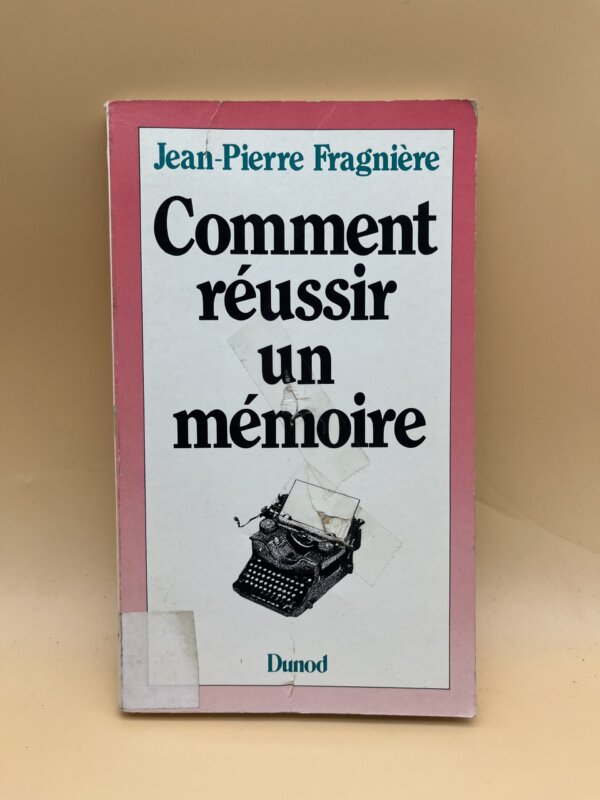 Jean-Pierre Fragnière
Comment
réussir
un
mémoire
Dunod